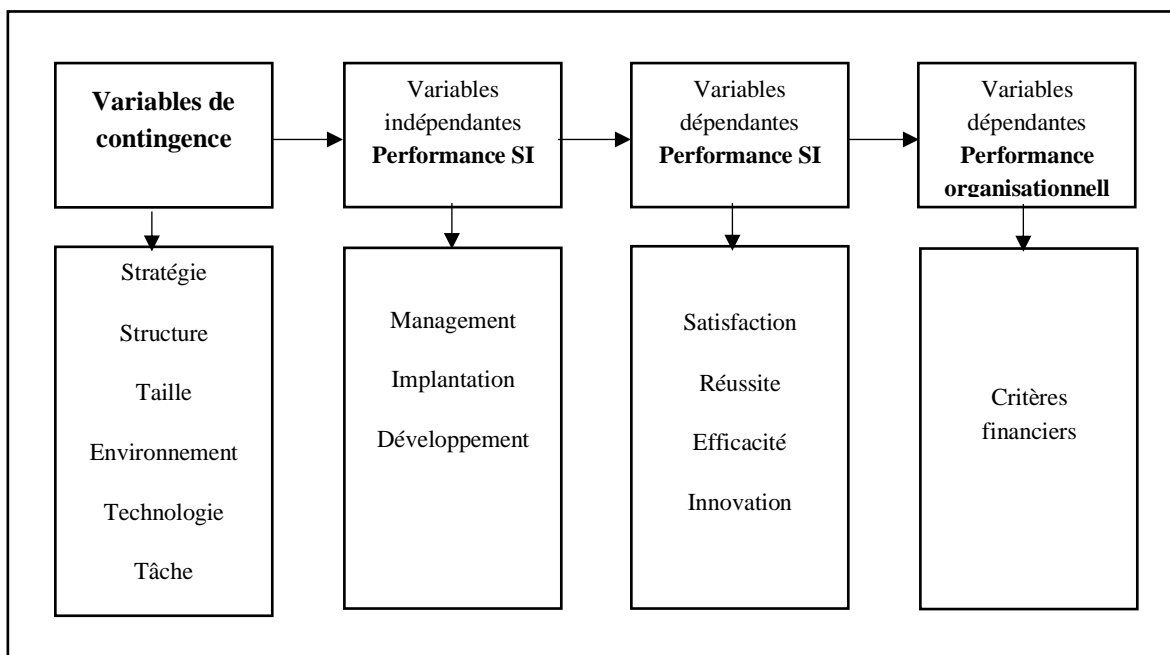 Variables de
contingence
Variables
indépendantes
Performance SI
Variables
dépendantes
Performance SI
Variables
dépendantes
Performance
organisationnell
Stratégie
Structure
Taille
Environnement
Technologie
Tâche
Management
Implantation
Développement
Satisfaction
Réussite
Efficacité
Innovation
Critères
financiers